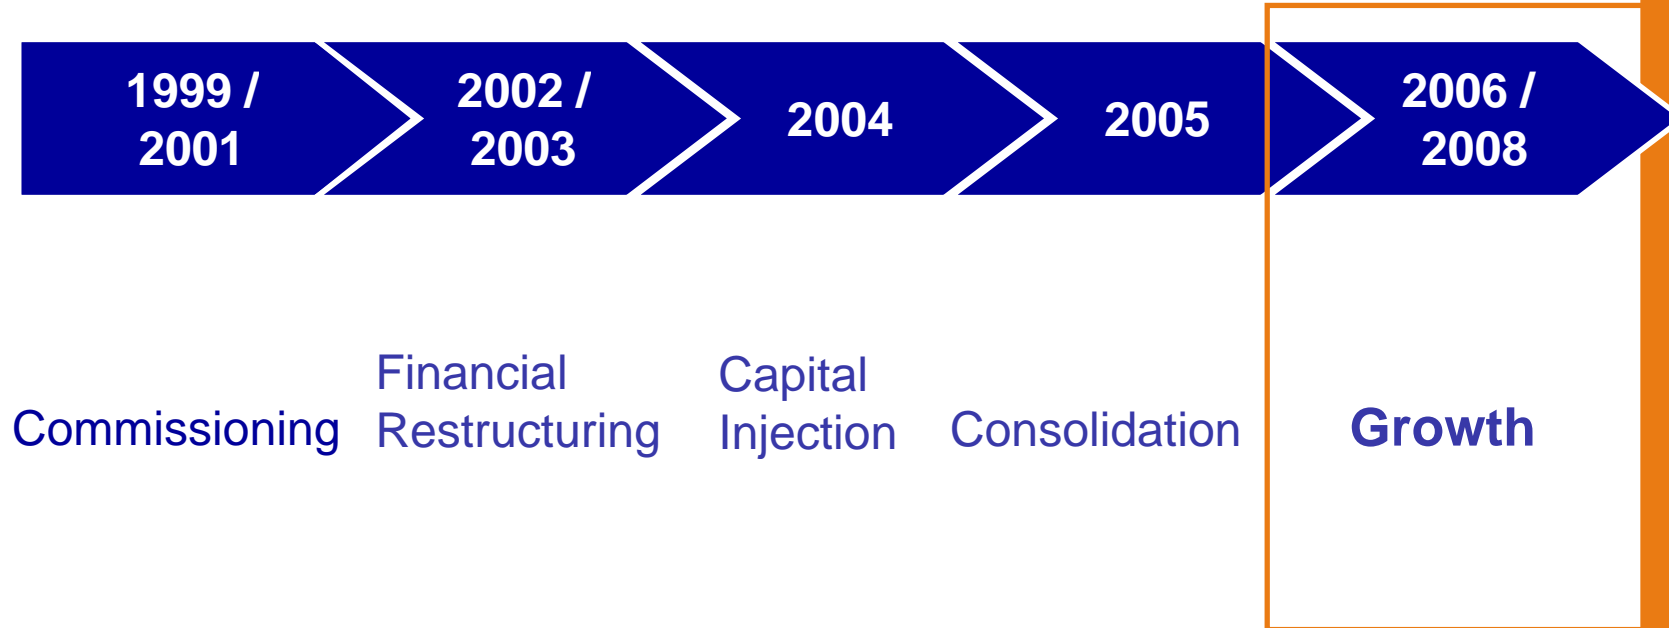 1999 /
2001
2002 /
2003
2004
2005
2006 /
2008
Commissioning
Financial
Restructuring
Capital
Injection
Consolidation
Growth